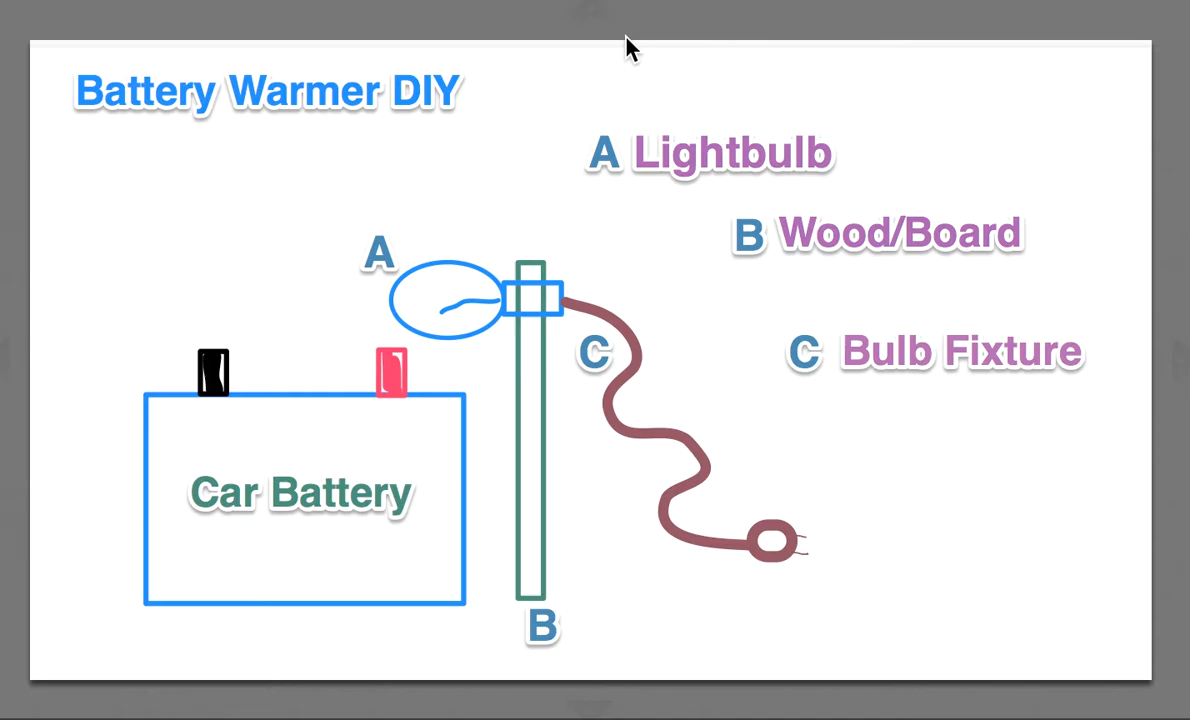 Battery Warmer DIY
A Lightbulb
B Wood/Board
A
C
C Bulb Fixture
Car Battery
B